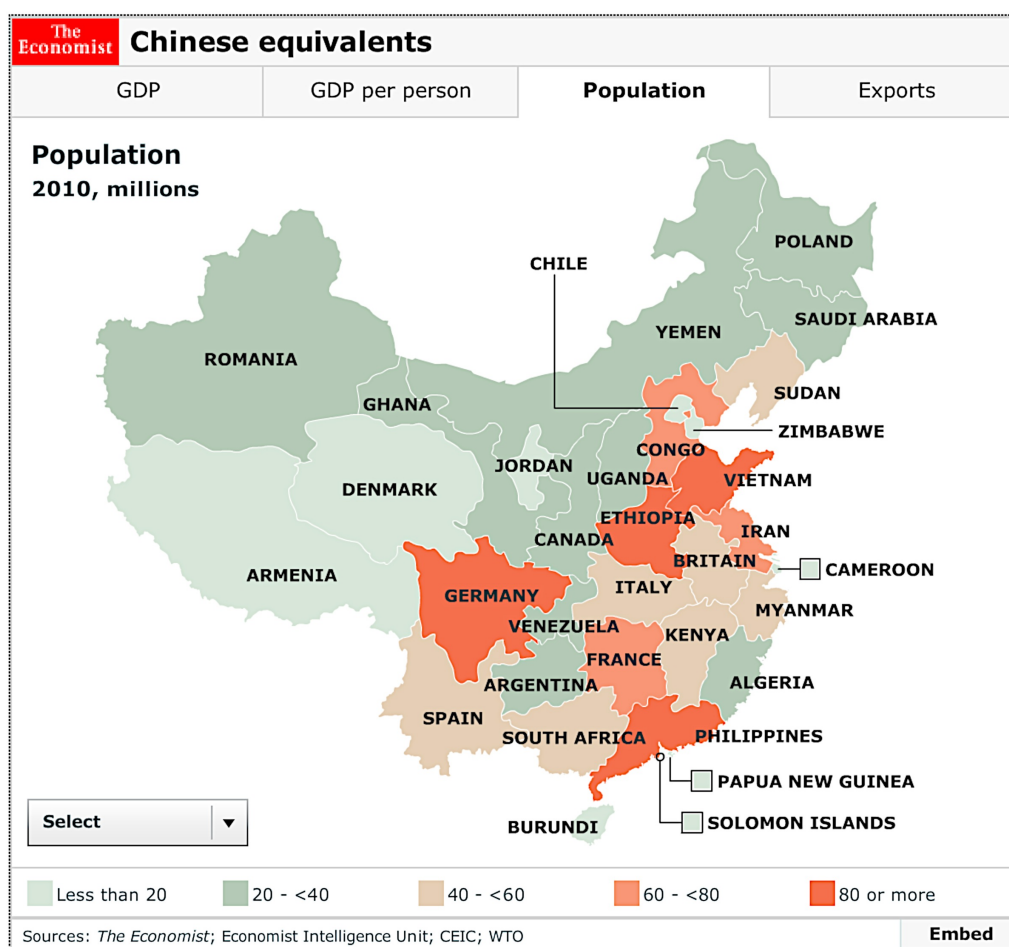 The
Economist
Chinese equivalents
GDP
GDP per person
Population
Exports
Population
2010, millions
POLAND
CHILE
SAUDI ARABIA
YEMEN
ROMANIA
SUDAN
GHANA
ZIMBABWE
CONGO
JORDAN
UGANDA
VIETNAM
DENMARK
ETHIOPIA
IRAN
CANADA
BRITAIN
CAMEROON
ARMENIA
ITALY
GERMANY
MYANMAR
VENEZUELA
KENYA
FRANCE
ARGENTINA
ALGERIA
SPAIN
SOUTH AFRICA
PHILIPPINES
PAPUA NEW GUINEA
Select
BURUNDI
SOLOMON ISLANDS
Less than 20
20 - <40
40 - <60
60 - <80
80 or more
Sources: The Economist; Economist Intelligence Unit; CEIC; WTO
Embed